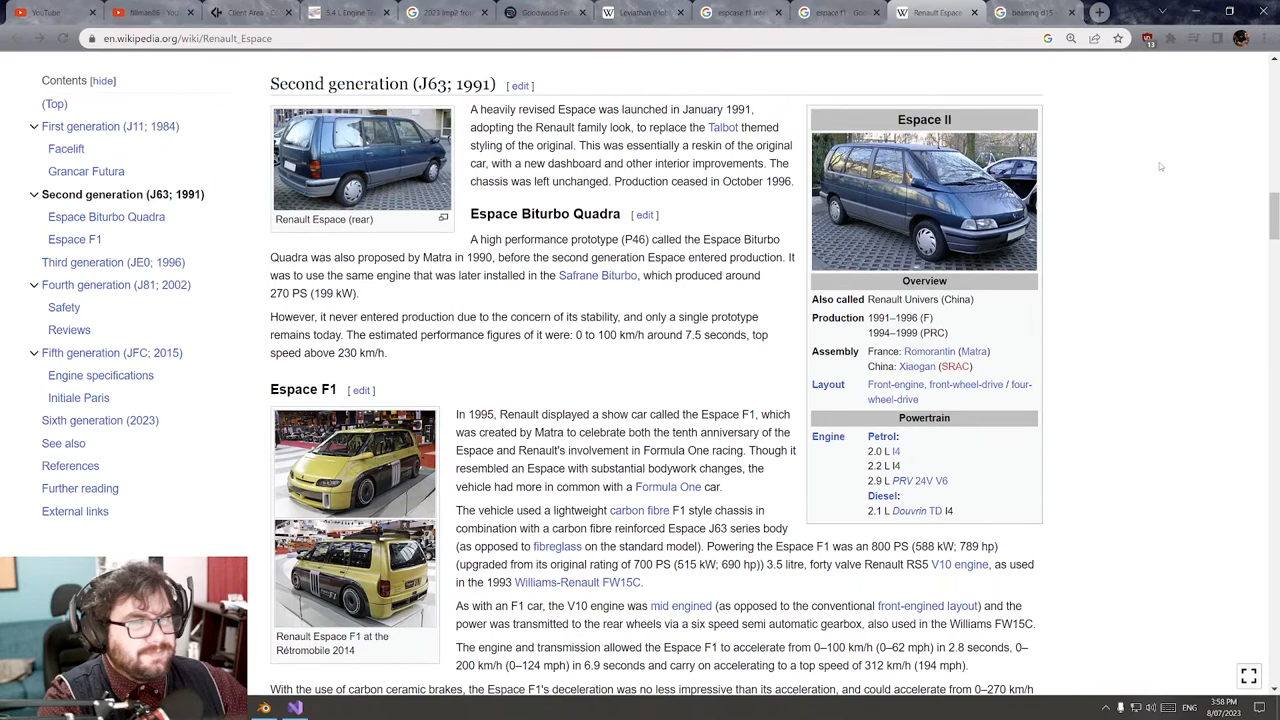 YouTube
tillman86 - You
Client Area - C
5.4 L Engine Te
2023 lmp2 fro
Goodwood Fe
Leviathan (Hob
espcase f1 inte
espace f1 - Go
Renault Espace
beamng d15
en.wikipedia.org/wiki/Renault_Espace
13
Contents [hide]
(Top)
First generation (J11; 1984)
Facelift
Grancar Futura
Second generation (J63; 1991)
Espace Biturbo Quadra
Espace F1
Third generation (JE0; 1996)
Fourth generation (J81; 2002)
Safety
Reviews
Fifth generation (JFC; 2015)
Engine specifications
Initiale Paris
Sixth generation (2023)
See also
References
Further reading
External links
Second generation (J63; 1991) [ edit ]
Renault Espace (rear)
A heavily revised Espace was launched in January 1991,
adopting the Renault family look, to replace the Talbot themed
styling of the original. This was essentially a reskin of the original
car, with a new dashboard and other interior improvements. The
chassis was left unchanged. Production ceased in October 1996.
Espace Biturbo Quadra [ edit ]
A high performance prototype (P46) called the Espace Biturbo
Quadra was also proposed by Matra in 1990, before the second generation Espace entered production. It
was to use the same engine that was later installed in the Safrane Biturbo, which produced around
270 PS (199 kW).
However, it never entered production due to the concern of its stability, and only a single prototype
remains today. The estimated performance figures of it were: 0 to 100 km/h around 7.5 seconds, top
speed above 230 km/h.
Espace F1 [ edit ]
Renault Espace F1 at the
Rétromobile 2014
In 1995, Renault displayed a show car called the Espace F1, which
was created by Matra to celebrate both the tenth anniversary of the
Espace and Renault's involvement in Formula One racing. Though it
resembled an Espace with substantial bodywork changes, the
vehicle had more in common with a Formula One car.
The vehicle used a lightweight carbon fibre F1 style chassis in
combination with a carbon fibre reinforced Espace J63 series body
(as opposed to fibreglass on the standard model). Powering the Espace F1 was an 800 PS (588 kW; 789 hp)
(upgraded from its original rating of 700 PS (515 kW; 690 hp)) 3.5 litre, forty valve Renault RS5 V10 engine, as used
in the 1993 Williams-Renault FW15C.
As with an F1 car, the V10 engine was mid engined (as opposed to the conventional front-engined layout) and the
power was transmitted to the rear wheels via a six speed semi automatic gearbox, also used in the Williams FW15C.
The engine and transmission allowed the Espace F1 to accelerate from 0–100 km/h (0–62 mph) in 2.8 seconds, 0–
200 km/h (0–124 mph) in 6.9 seconds and carry on accelerating to a top speed of 312 km/h (194 mph).
With the use of carbon ceramic brakes, the Espace F1's deceleration was no less impressive than its acceleration, and could accelerate from 0–270 km/h
Espace II
Overview
Also called Renault Univers (China)
Production 1991–1996 (F)
1994–1999 (PRC)
Assembly France: Romorantin (Matra)
China: Xiaogan (SRAC)
Layout Front-engine, front-wheel-drive / four-
wheel-drive
Powertrain
Engine Petrol:
2.0 L I4
2.2 L I4
2.9 L PRV 24V V6
Diesel:
2.1 L Douvrin TD I4
ENG
3:58 PM
8/07/2023